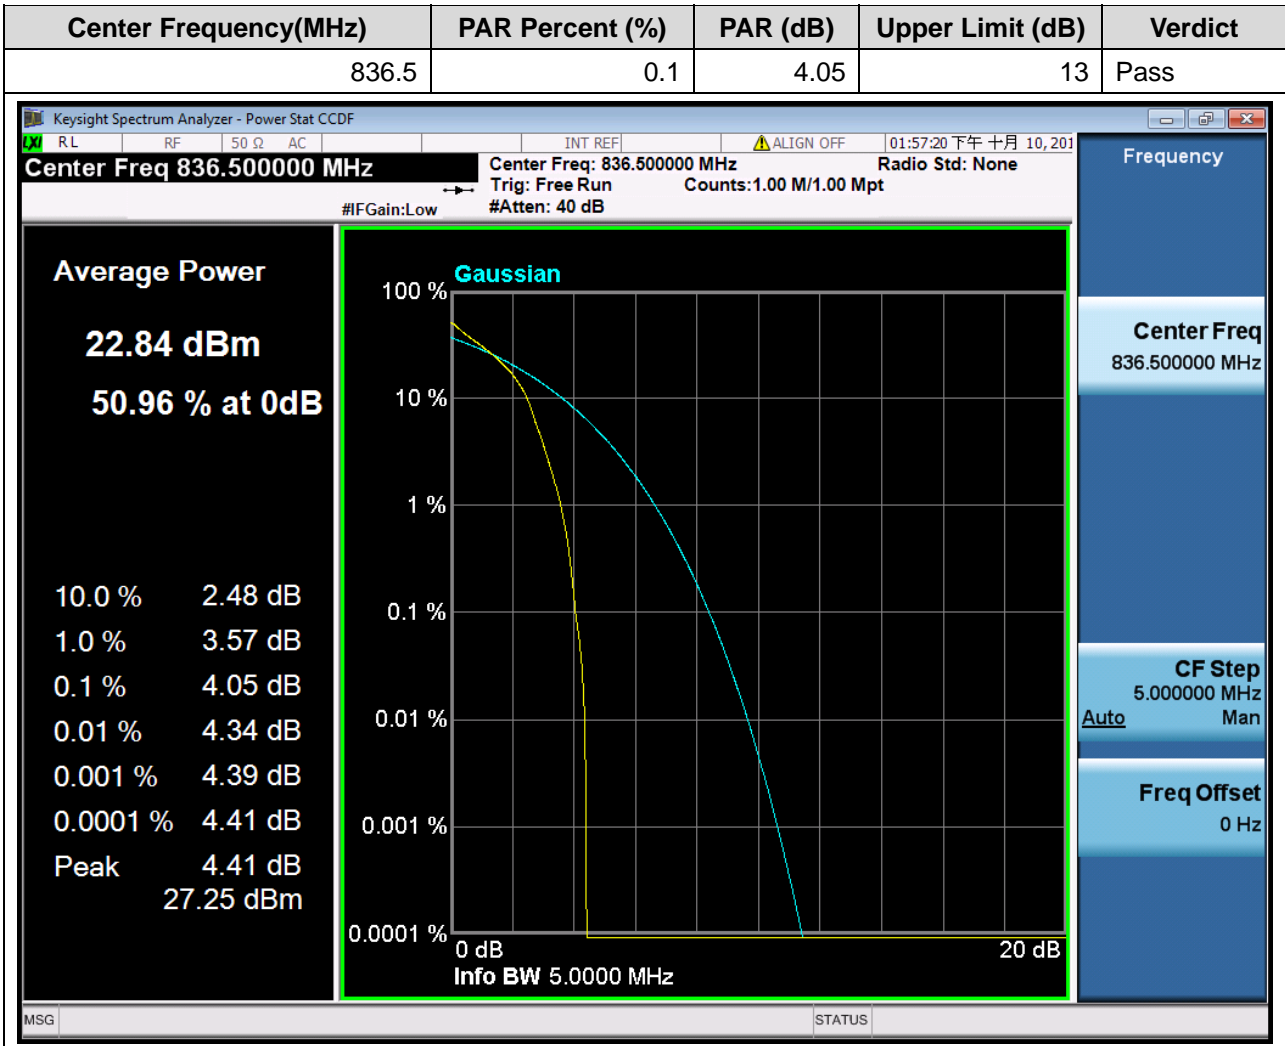 Center Frequency(MHz) PAR Percent (%) PAR (dB) Upper Limit (dB) Verdict
836.5 0.1 4.05 13 Pass
Keysight Spectrum Analyzer - Power Stat CCDF
LXI RL RF 50 Ω AC INT REF ALIGN OFF 01:57:20 下午 十月 10, 201
Center Freq 836.500000 MHz
Center Freq: 836.500000 MHz Radio Std: None
Trig: Free Run Counts:1.00 M/1.00 Mpt
#IFGain:Low #Atten: 40 dB
Frequency
Average Power
22.84 dBm
50.96 % at 0dB
10.0 % 2.48 dB
1.0 % 3.57 dB
0.1 % 4.05 dB
0.01 % 4.34 dB
0.001 % 4.39 dB
0.0001 % 4.41 dB
Peak 4.41 dB
27.25 dBm
Gaussian
100 %
10 %
1 %
0.1 %
0.01 %
0.001 %
0.0001 %
0 dB 20 dB
Info BW 5.0000 MHz
Center Freq
836.500000 MHz
CF Step
5.000000 MHz
Auto Man
Freq Offset
0 Hz
MSG STATUS